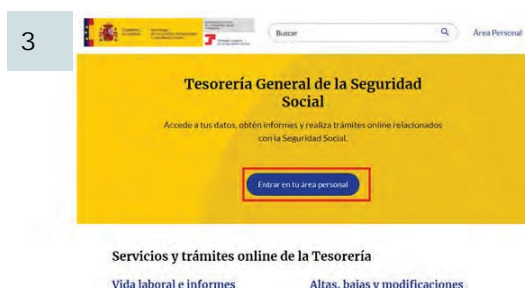 3
Buscar
Área Personal
Tesorería General de la Seguridad
Social
Accede a tus datos, obtén informes y realiza trámites online relacionados
con la Seguridad Social.
Entrar en tu área personal
Servicios y trámites online de la Tesorería
Vida laboral e informes Altas, bajas y modificaciones